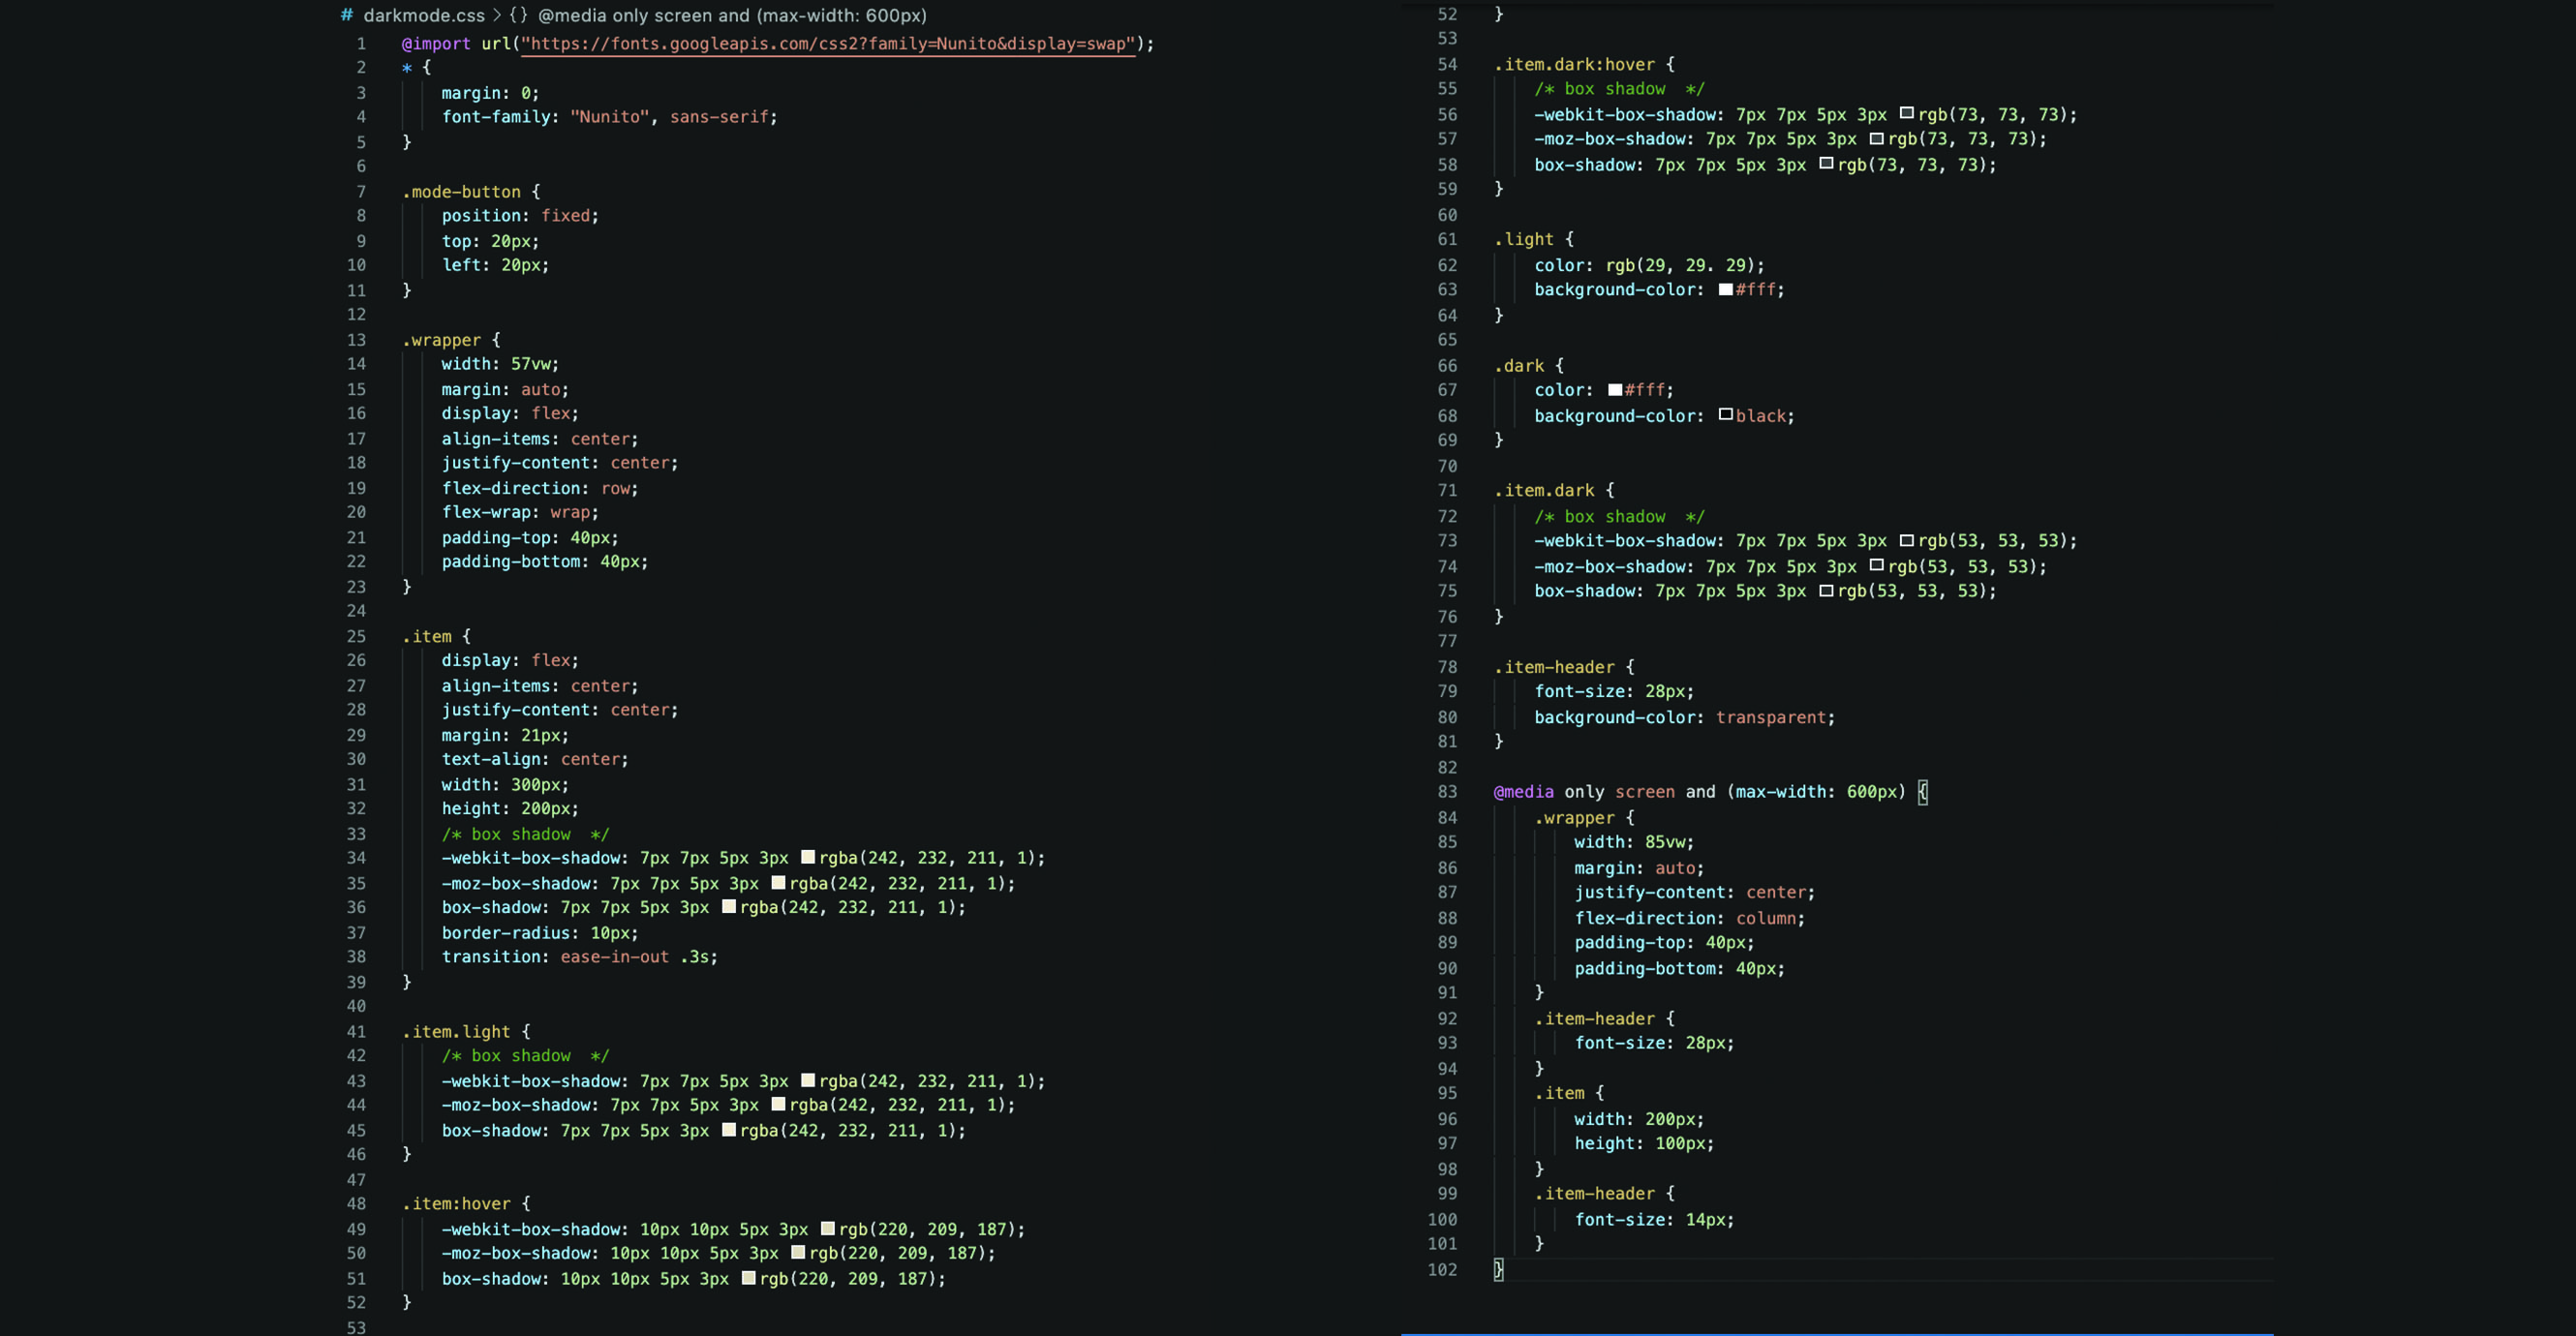 # darkmode.css > {} @media only screen and (max-width: 600px)
1 @import url("https://fonts.googleapis.com/css2?family=Nunito&display=swap");
2 * {
3 margin: 0;
4 font-family: "Nunito", sans-serif;
5 }
6
7 .mode-button {
8 position: fixed;
9 top: 20px;
10 left: 20px;
11 }
12
13 .wrapper {
14 width: 57vw;
15 margin: auto;
16 display: flex;
17 align-items: center;
18 justify-content: center;
19 flex-direction: row;
20 flex-wrap: wrap;
21 padding-top: 40px;
22 padding-bottom: 40px;
23 }
24
25 .item {
26 display: flex;
27 align-items: center;
28 justify-content: center;
29 margin: 21px;
30 text-align: center;
31 width: 300px;
32 height: 200px;
33 /* box shadow  */
34 -webkit-box-shadow: 7px 7px 5px 3px rgba(242, 232, 211, 1);
35 -moz-box-shadow: 7px 7px 5px 3px rgba(242, 232, 211, 1);
36 box-shadow: 7px 7px 5px 3px rgba(242, 232, 211, 1);
37 border-radius: 10px;
38 transition: ease-in-out .3s;
39 }
40
41 .item.light {
42 /* box shadow  */
43 -webkit-box-shadow: 7px 7px 5px 3px rgba(242, 232, 211, 1);
44 -moz-box-shadow: 7px 7px 5px 3px rgba(242, 232, 211, 1);
45 box-shadow: 7px 7px 5px 3px rgba(242, 232, 211, 1);
46 }
47
48 .item:hover {
49 -webkit-box-shadow: 10px 10px 5px 3px rgb(220, 209, 187);
50 -moz-box-shadow: 10px 10px 5px 3px rgb(220, 209, 187);
51 box-shadow: 10px 10px 5px 3px rgb(220, 209, 187);
52 }
53
52 }
53
54 .item.dark:hover {
55 /* box shadow  */
56 -webkit-box-shadow: 7px 7px 5px 3px rgb(73, 73, 73);
57 -moz-box-shadow: 7px 7px 5px 3px rgb(73, 73, 73);
58 box-shadow: 7px 7px 5px 3px rgb(73, 73, 73);
59 }
60
61 .light {
62 color: rgb(29, 29. 29);
63 background-color: #fff;
64 }
65
66 .dark {
67 color: #fff;
68 background-color: black;
69 }
70
71 .item.dark {
72 /* box shadow  */
73 -webkit-box-shadow: 7px 7px 5px 3px rgb(53, 53, 53);
74 -moz-box-shadow: 7px 7px 5px 3px rgb(53, 53, 53);
75 box-shadow: 7px 7px 5px 3px rgb(53, 53, 53);
76 }
77
78 .item-header {
79 font-size: 28px;
80 background-color: transparent;
81 }
82
83 @media only screen and (max-width: 600px) {
84 .wrapper {
85 width: 85vw;
86 margin: auto;
87 justify-content: center;
88 flex-direction: column;
89 padding-top: 40px;
90 padding-bottom: 40px;
91 }
92 .item-header {
93 font-size: 28px;
94 }
95 .item {
96 width: 200px;
97 height: 100px;
98 }
99 .item-header {
100 font-size: 14px;
101 }
102 }